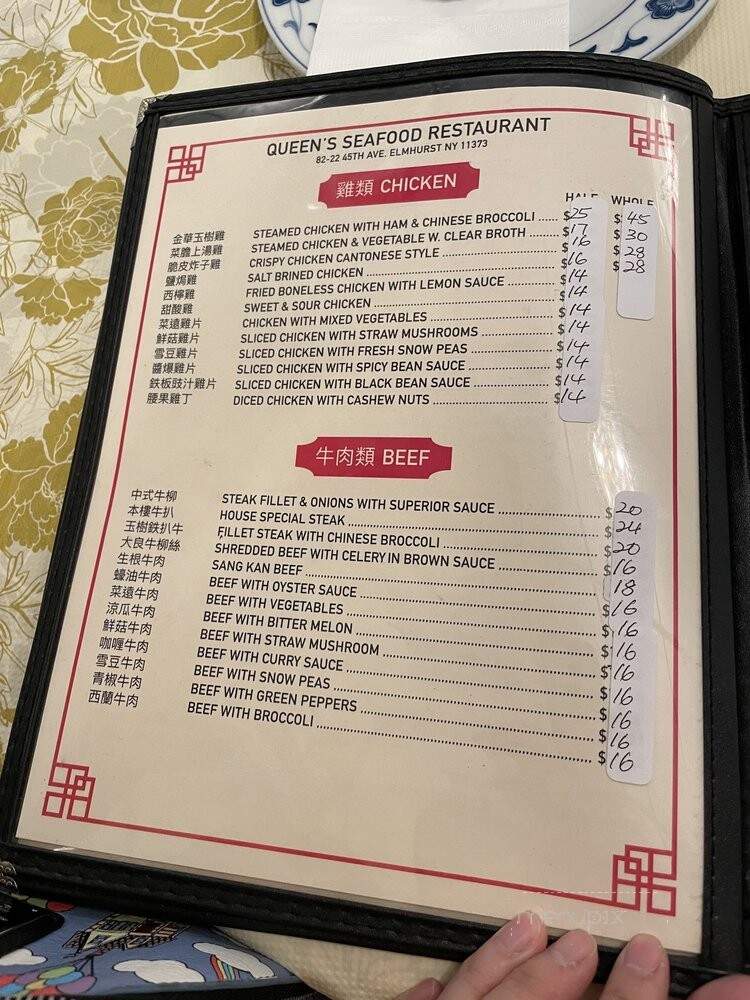 QUEEN'S SEAFOOD RESTAURANT
82-22 45TH AVE. ELMHURST NY 11373
雞類 CHICKEN
HALF WHOLE
金華玉樹雞 STEAMED CHICKEN WITH HAM & CHINESE BROCCOLI ...... $25 $45
菜膽上湯雞 STEAMED CHICKEN & VEGETABLE W. CLEAR BROTH ........ $17 $30
脆皮炸子雞 CRISPY CHICKEN CANTONESE STYLE ........ $16 $28
鹽焗雞 SALT BRINED CHICKEN ........ $16 $28
西檸雞 FRIED BONELESS CHICKEN WITH LEMON SAUCE ........ $14
甜酸雞 SWEET & SOUR CHICKEN ........ $14
菜遠雞片 CHICKEN WITH MIXED VEGETABLES ........ $14
鮮菇雞片 SLICED CHICKEN WITH STRAW MUSHROOMS ........ $14
雪豆雞片 SLICED CHICKEN WITH FRESH SNOW PEAS ........ $14
醬爆雞片 SLICED CHICKEN WITH SPICY BEAN SAUCE ........ $14
鉄板豉汁雞片 SLICED CHICKEN WITH BLACK BEAN SAUCE ........ $14
腰果雞丁 DICED CHICKEN WITH CASHEW NUTS ........ $14
牛肉類 BEEF
中式牛柳 STEAK FILLET & ONIONS WITH SUPERIOR SAUCE ........ $20
本樓牛扒 HOUSE SPECIAL STEAK ........ $24
玉樹鉄扒牛 FILLET STEAK WITH CHINESE BROCCOLI ........ $20
大良牛柳絲 SHREDDED BEEF WITH CELERY IN BROWN SAUCE ........ $16
生根牛肉 SANG KAN BEEF ........ 18
蠔油牛肉 BEEF WITH OYSTER SAUCE ........ $16
菜遠牛肉 BEEF WITH VEGETABLES ........ $16
涼瓜牛肉 BEEF WITH BITTER MELON ........ $16
鮮菇牛肉 BEEF WITH STRAW MUSHROOM ........ $16
咖喱牛肉 BEEF WITH CURRY SAUCE ........ $16
雪豆牛肉 BEEF WITH SNOW PEAS ........ $16
青椒牛肉 BEEF WITH GREEN PEPPERS ........ $16
西蘭牛肉 BEEF WITH BROCCOLI ........ $16
menupix